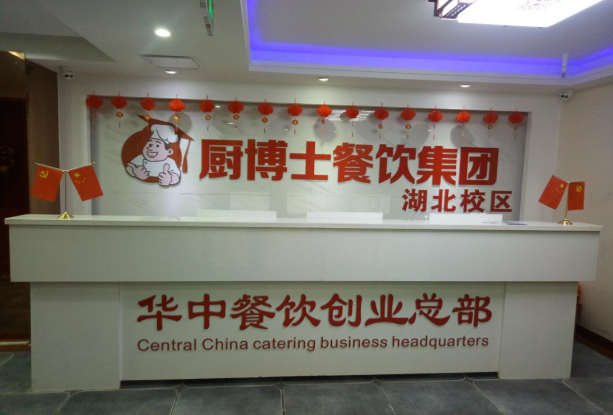 厨博士餐饮集团
湖北校区
华中餐饮创业总部
Central China catering business headquarters